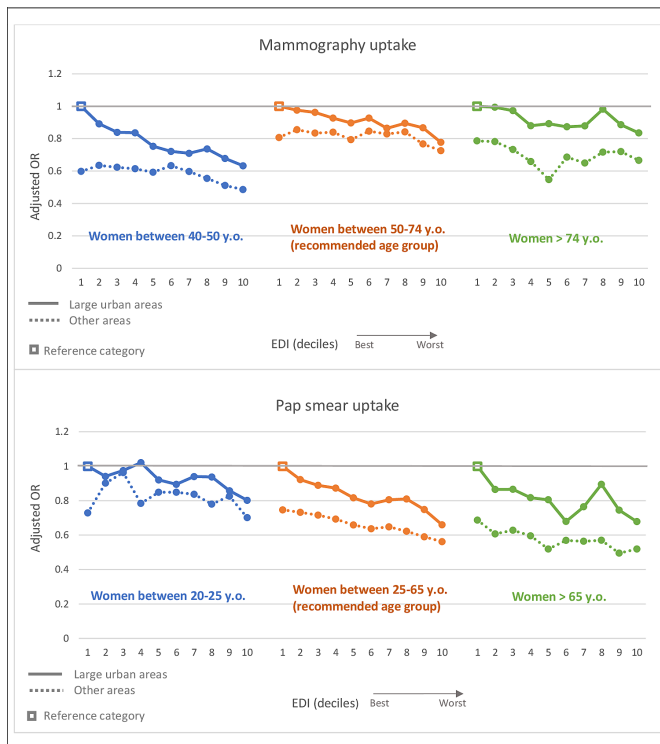 Mammography uptake
1.2
1
0.8
0.6
0.4
0.2
0
Adjusted OR
Women between 40-50 y.o.
Women between 50-74 y.o.
(recommended age group)
Women > 74 y.o.
1 2 3 4 5 6 7 8 9 10 1 2 3 4 5 6 7 8 9 10 1 2 3 4 5 6 7 8 9 10
Large urban areas
Other areas
Reference category
EDI (deciles) Best Worst
Pap smear uptake
1.2
1
0.8
0.6
0.4
0.2
0
Adjusted OR
Women between 20-25 y.o.
Women between 25-65 y.o.
(recommended age group)
Women > 65 y.o.
1 2 3 4 5 6 7 8 9 10 1 2 3 4 5 6 7 8 9 10 1 2 3 4 5 6 7 8 9 10
Large urban areas
Other areas
Reference category
EDI (deciles) Best Worst